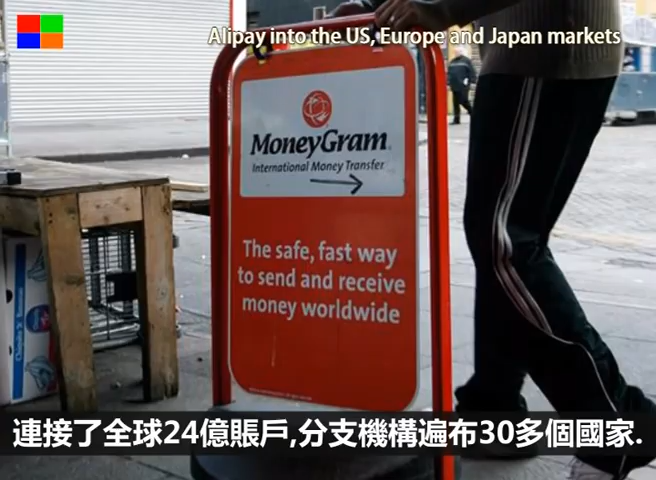 Alipay into the US, Europe and Japan markets
MoneyGram
International Money Transfer
The safe, fast way
to send and receive
money worldwide
連接了全球24億賬戶,分支機構遍布30多個國家.